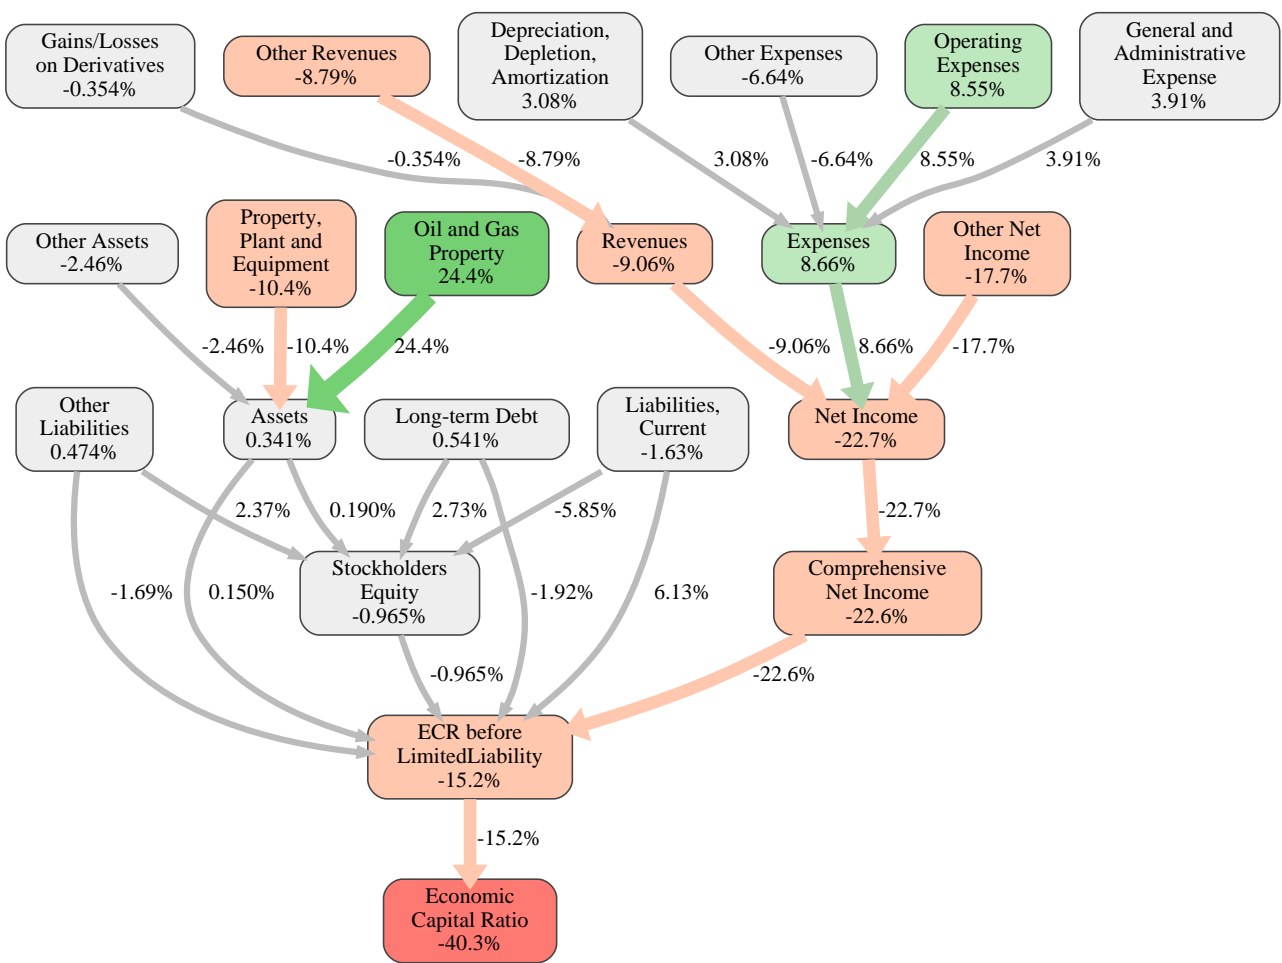 Gains/Losses
on Derivatives
-0.354%
Other Revenues
-8.79%
Depreciation,
Depletion,
Amortization
3.08%
Other Expenses
-6.64%
Operating
Expenses
8.55%
General and
Administrative
Expense
3.91%
-0.354%
-8.79%
3.08%
-6.64%
8.55%
3.91%
Other Assets
-2.46%
Property,
Plant and
Equipment
-10.4%
Oil and Gas
Property
24.4%
Revenues
-9.06%
Expenses
8.66%
Other Net
Income
-17.7%
-2.46%
-10.4%
24.4%
-9.06%
8.66%
-17.7%
Other
Liabilities
0.474%
Assets
0.341%
Long-term Debt
0.541%
Liabilities,
Current
-1.63%
Net Income
-22.7%
2.37%
0.190%
2.73%
-5.85%
-22.7%
Stockholders
Equity
-0.965%
Comprehensive
Net Income
-22.6%
-1.69%
0.150%
-1.92%
6.13%
-0.965%
-22.6%
ECR before
LimitedLiability
-15.2%
-15.2%
Economic
Capital Ratio
-40.3%